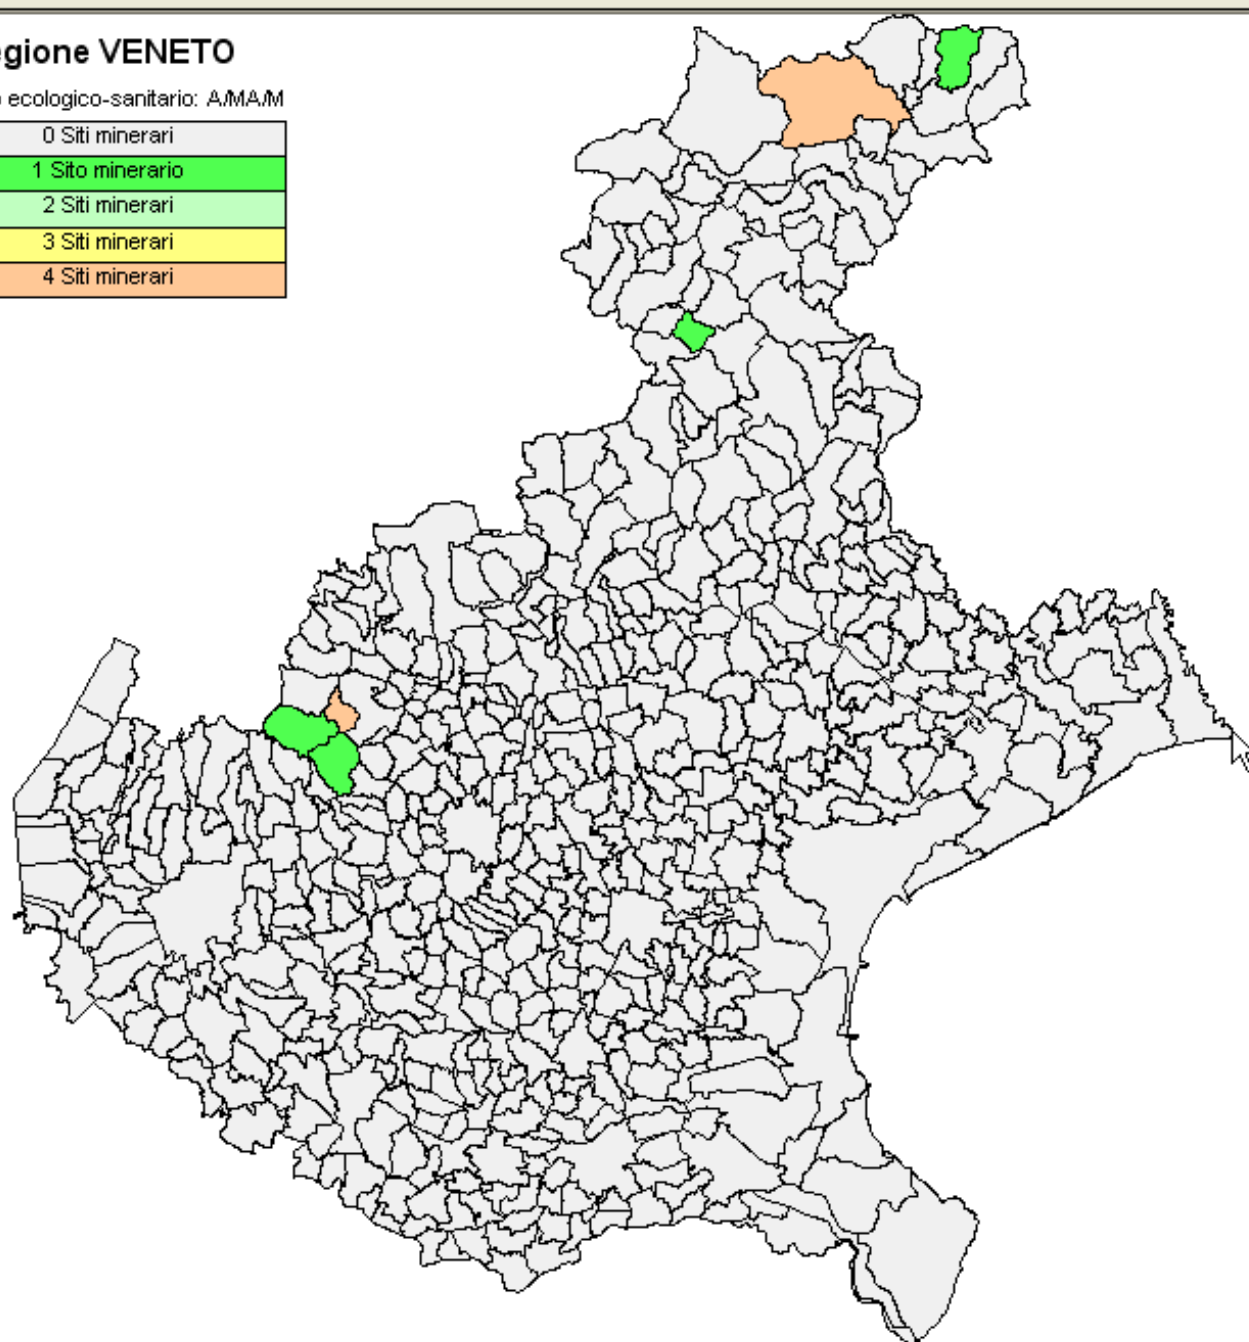 egione VENETO
o ecologico-sanitario: A/MA/M
0 Siti minerari
1 Sito minerario
2 Siti minerari
3 Siti minerari
4 Siti minerari